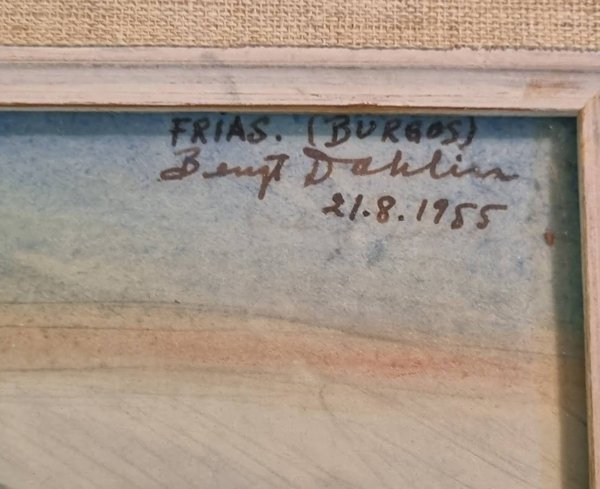 FRIAS. (BURGOS)
Bengt Dahlin
21.8.1955